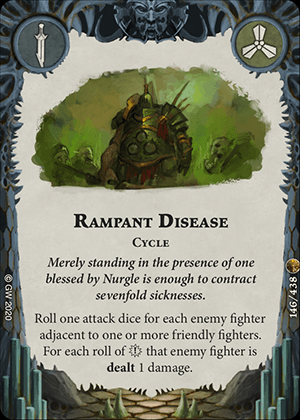 RAMPANT DISEASE
CYCLE
Merely standing in the presence of one
blessed by Nurgle is enough to contract
sevenfold sicknesses.
Roll one attack dice for each enemy fighter
adjacent to one or more friendly fighters.
For each roll of that enemy fighter is
dealt 1 damage.
© GW 2020
146/438